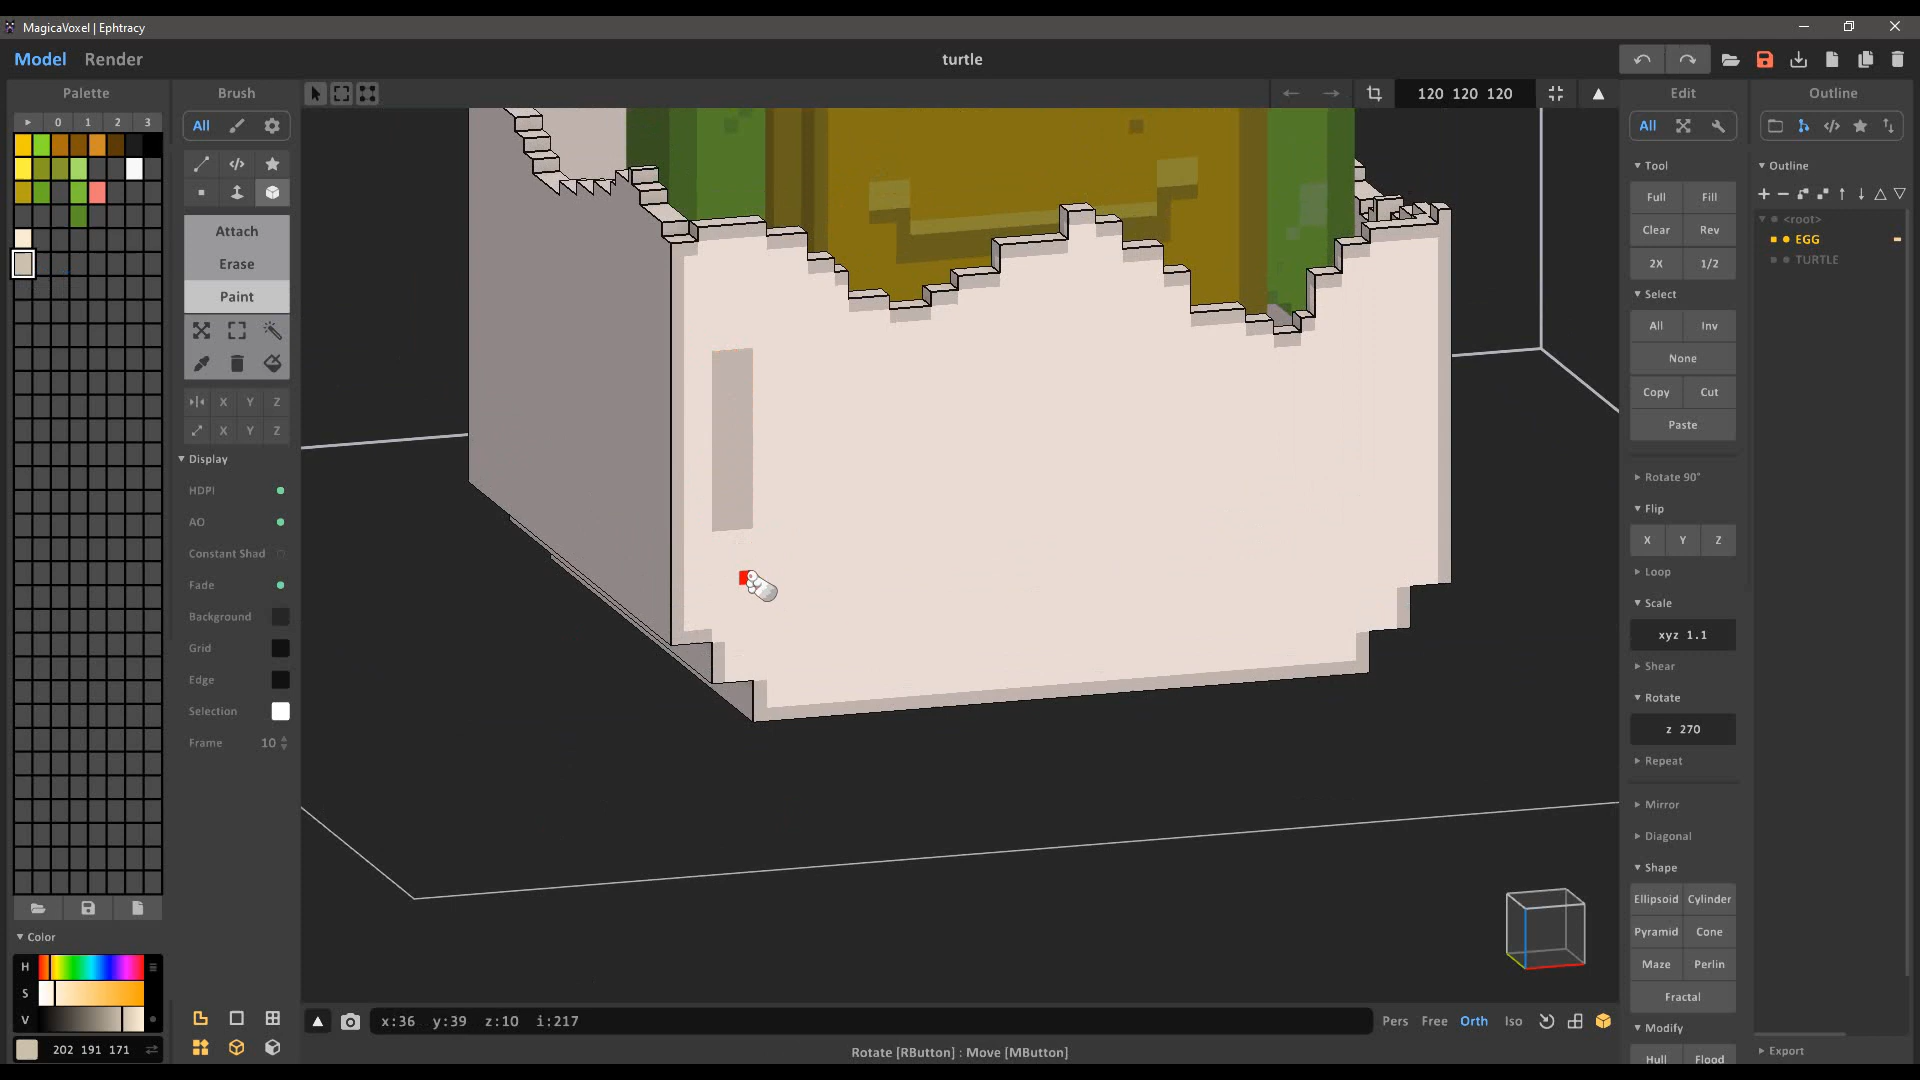 MagicaVoxel | Ephtracy
Model Render
turtle
Palette
Brush
120 120 120
Edit
Outline
0 1 2 3
All
All
Tool
Full Fill
Clear Rev
2X 1/2
Select
All Inv
None
Copy Cut
Paste
Rotate 90°
Flip
X Y Z
Loop
Scale
xyz 1.1
Shear
Rotate
z 270
Repeat
Mirror
Diagonal
Shape
Ellipsoid Cylinder
Pyramid Cone
Maze Perlin
Fractal
Modify
Hull Flood
Outline
<root>
EGG
TURTLE
Export
Attach
Erase
Paint
X Y Z
X Y Z
Display
HDPI
AO
Constant Shad
Fade
Background
Grid
Edge
Selection
Frame 10
Color
H
S
V
202 191 171
x:36 y:39 z:10 i:217
Pers Free Orth Iso
Rotate [RButton] : Move [MButton]